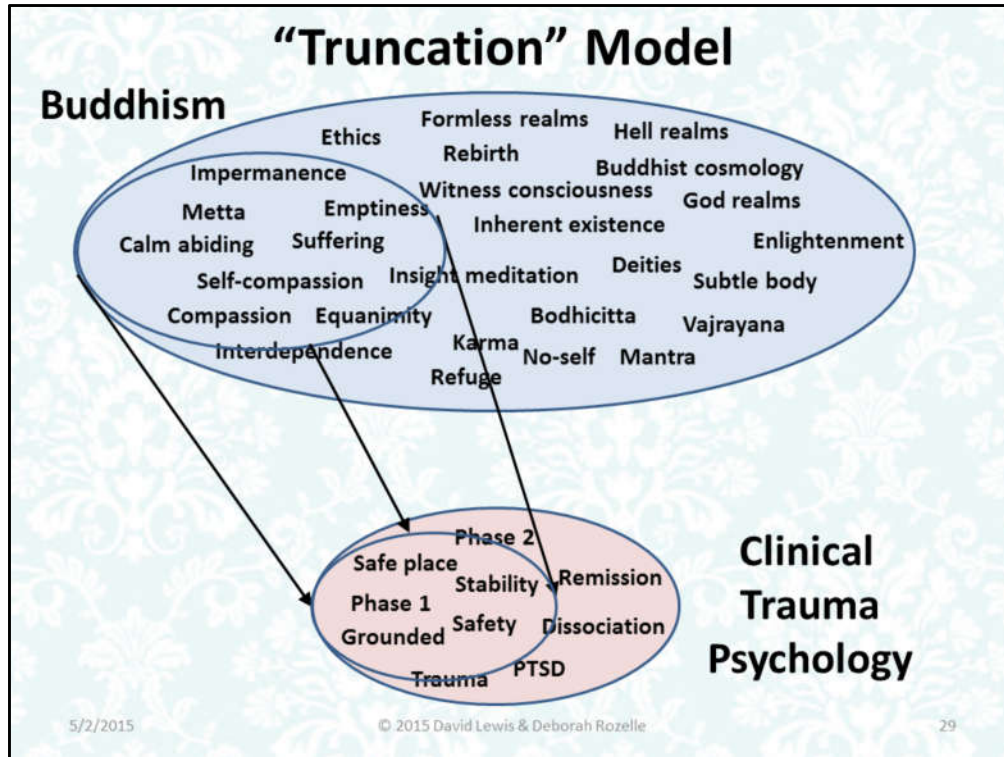 “Truncation” Model
Buddhism
Formless realms
Ethics
Hell realms
Rebirth
Impermanence
Buddhist cosmology
Witness consciousness
God realms
Metta
Emptiness
Inherent existence
Calm abiding
Suffering
Enlightenment
Deities
Self-compassion
Insight meditation
Subtle body
Compassion
Equanimity
Bodhicitta
Vajrayana
Interdependence
Karma
No-self
Mantra
Refuge
Phase 2
Safe place
Stability
Remission
Phase 1
Safety
Dissociation
Grounded
PTSD
Trauma
Clinical
Trauma
Psychology
5/2/2015
© 2015 David Lewis & Deborah Rozelle
29